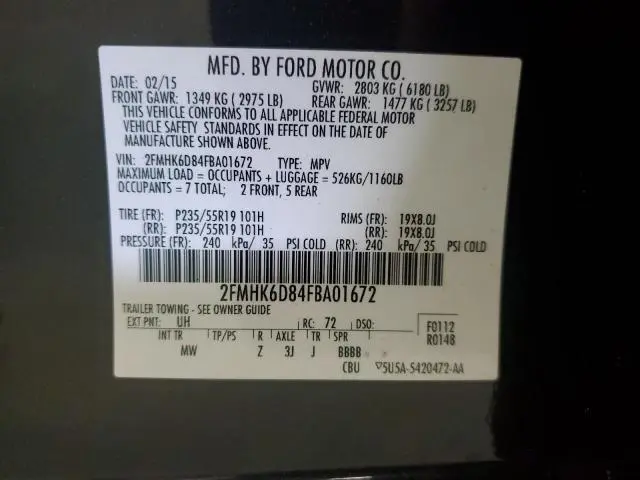 MFD. BY FORD MOTOR CO.
DATE: 02/15 GVWR: 2803 KG ( 6180 LB)
FRONT GAWR: 1349 KG ( 2975 LB) REAR GAWR: 1477 KG ( 3257 LB)
THIS VEHICLE CONFORMS TO ALL APPLICABLE FEDERAL MOTOR
VEHICLE SAFETY STANDARDS IN EFFECT ON THE DATE OF
MANUFACTURE SHOWN ABOVE.
VIN: 2FMHK6D84FBA01672 TYPE: MPV
MAXIMUM LOAD = OCCUPANTS + LUGGAGE = 526KG/1160LB
OCCUPANTS = 7 TOTAL; 2 FRONT, 5 REAR
TIRE (FR): P235/55R19 101H RIMS (FR): 19X8.0J
(RR): P235/55R19 101H (RR): 19X8.0J
PRESSURE (FR): 240 kPa/ 35 PSI COLD (RR): 240 kPa/ 35 PSI COLD
2FMHK6D84FBA01672
TRAILER TOWING - SEE OWNER GUIDE
EXT PNT: UH RC: 72 DSO: F0112
INT TR TP/PS R AXLE TR SPR R0148
MW Z 3J J BBBB
CBU ▽5U5A-5420472-AA